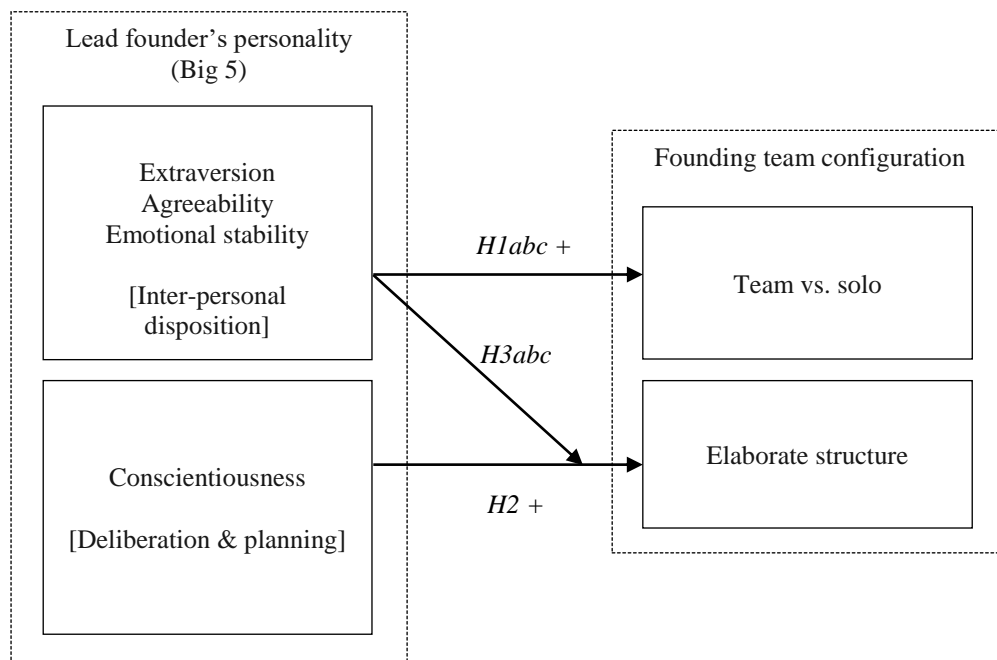 Lead founder’s personality
(Big 5)
Extraversion
Agreeability
Emotional stability
[Inter-personal
disposition]
Conscientiousness
[Deliberation & planning]
H1abc +
H3abc
H2 +
Founding team configuration
Team vs. solo
Elaborate structure